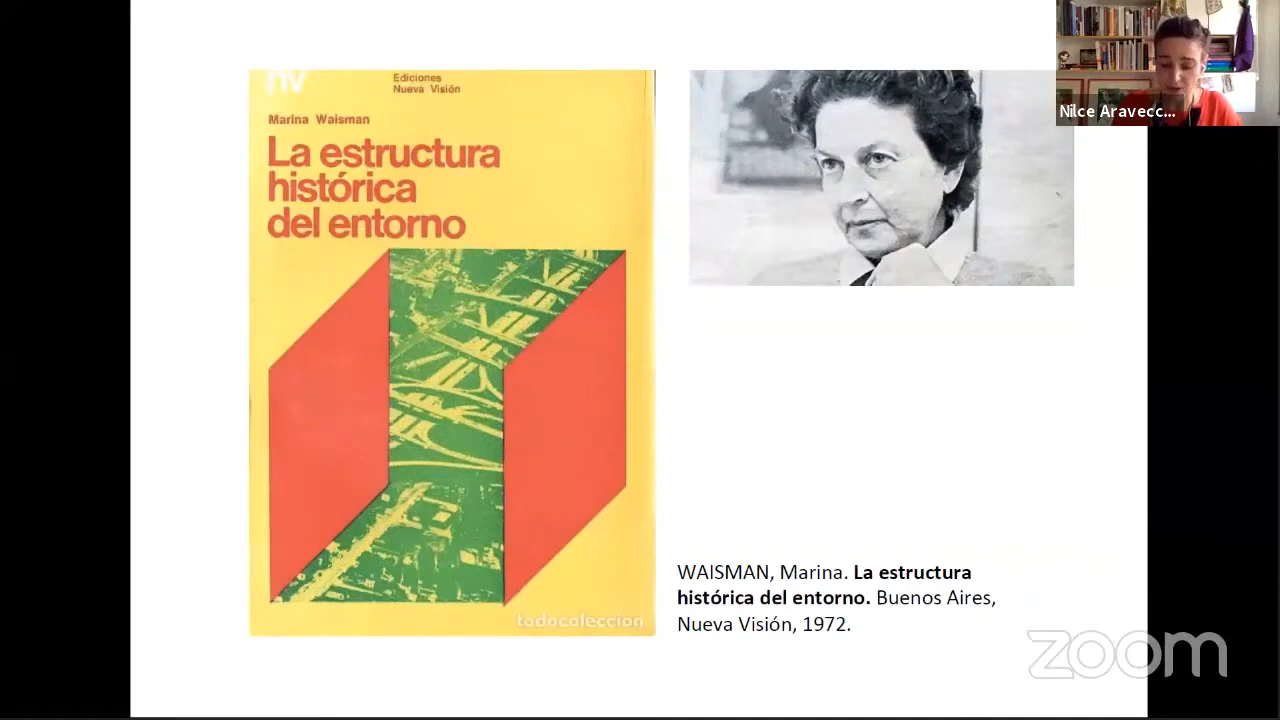 nv
Ediciones
Nueva Visión
Marina Waisman
La estructura
histórica
del entorno
todocoleccion
WAISMAN, Marina. La estructura
histórica del entorno. Buenos Aires,
Nueva Visión, 1972.
Nilce Aravecc...
zoom